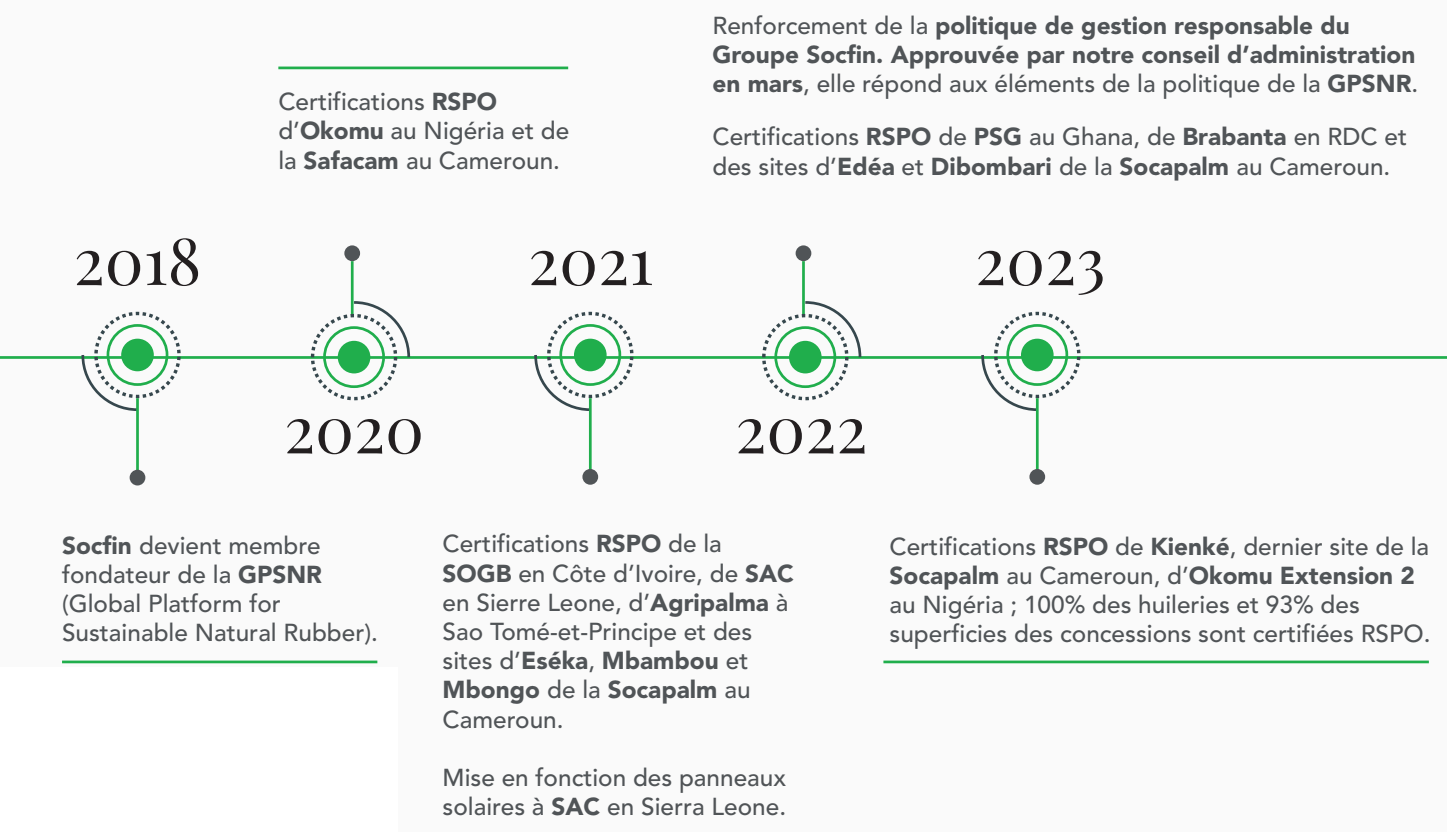 Renforcement de la politique de gestion responsable du
Groupe Socfin. Approuvée par notre conseil d'administration
en mars, elle répond aux éléments de la politique de la GPSNR.
Certifications RSPO de PSG au Ghana, de Brabanta en RDC et
des sites d'Edéa et Dibombari de la Socapalm au Cameroun.
Certifications RSPO
d'Okomu au Nigéria et de
la Safacam au Cameroun.
2018
2021
2023
2020
2022
Socfin devient membre
fondateur de la GPSNR
(Global Platform for
Sustainable Natural Rubber).
Certifications RSPO de la
SOGB en Côte d'Ivoire, de SAC
en Sierre Leone, d'Agripalma à
Sao Tomé-et-Principe et des
sites d'Eséka, Mbambou et
Mbongo de la Socapalm au
Cameroun.
Mise en fonction des panneaux
solaires à SAC en Sierra Leone.
Certifications RSPO de Kienké, dernier site de la
Socapalm au Cameroun, d'Okomu Extension 2
au Nigéria ; 100% des huileries et 93% des
superficies des concessions sont certifiées RSPO.